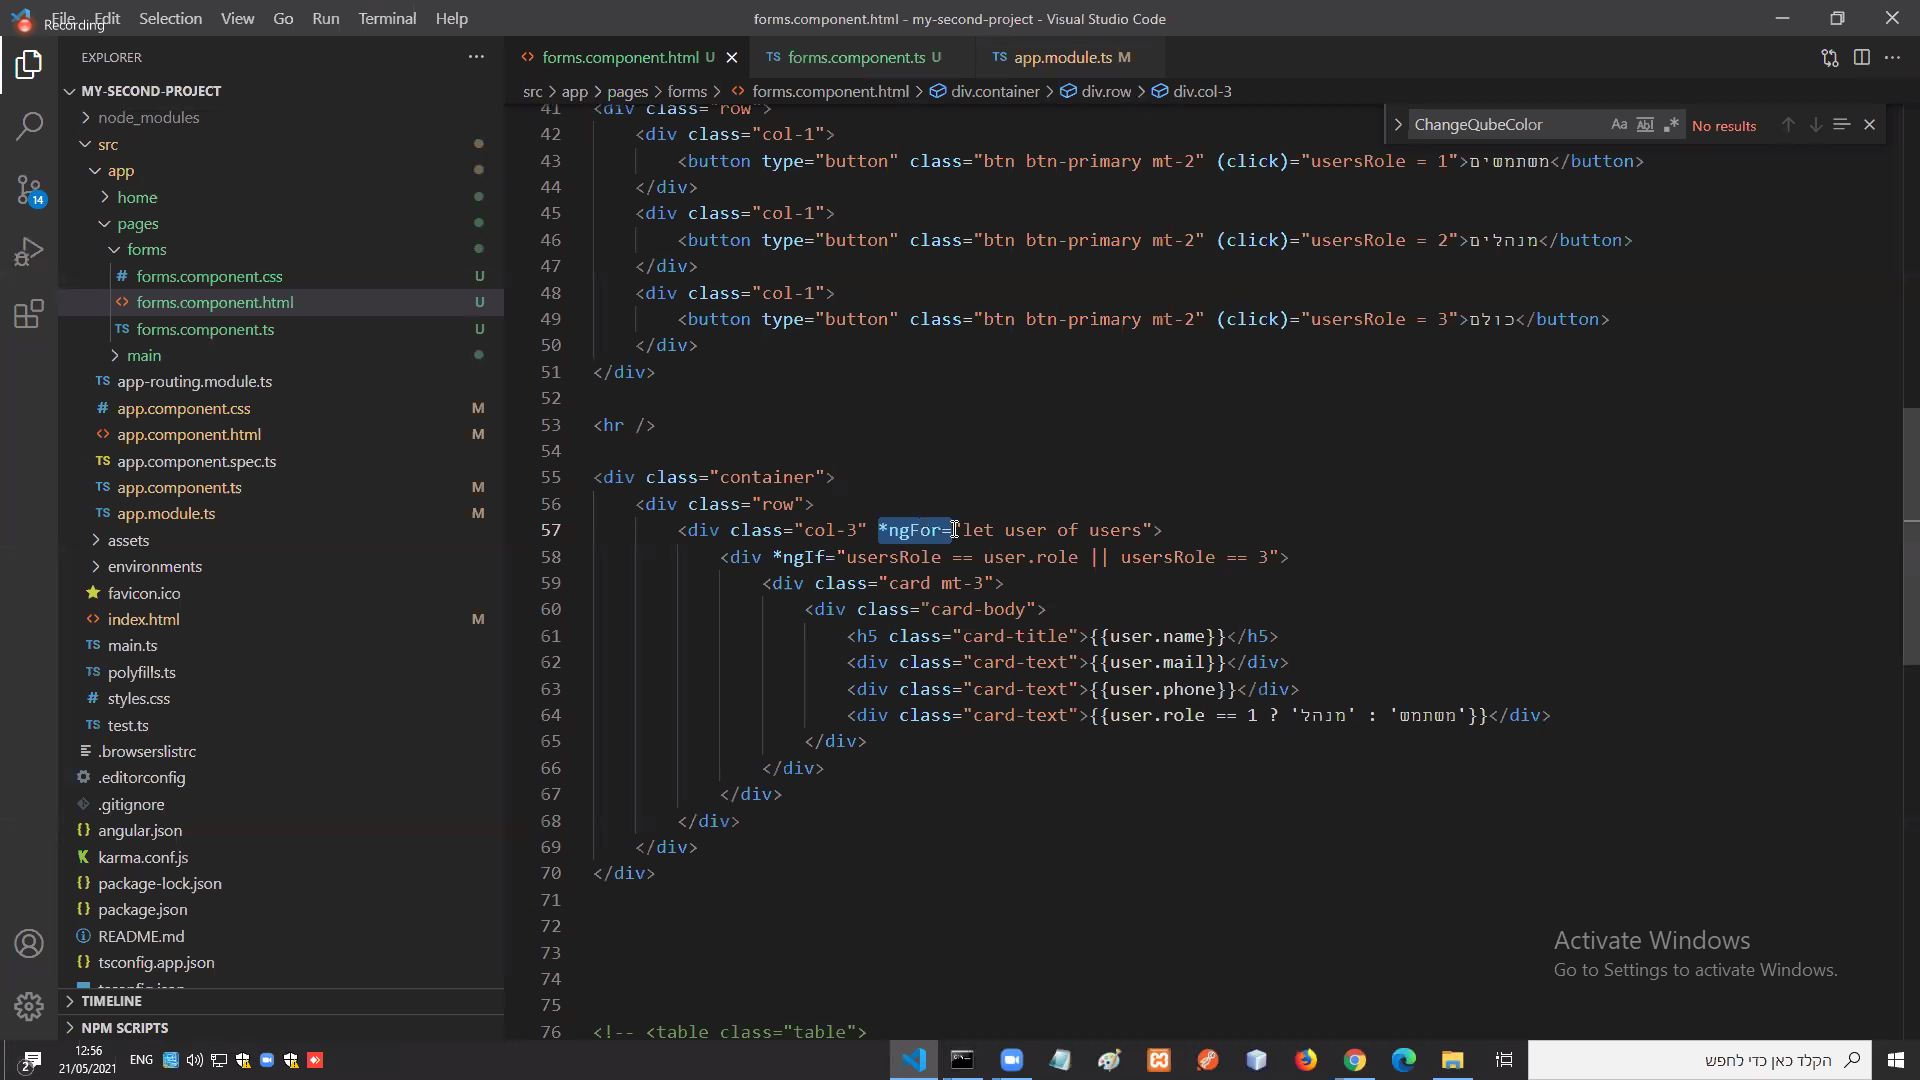 File Edit Selection View Go Run Terminal Help
Recording
forms.component.html - my-second-project - Visual Studio Code
EXPLORER
MY-SECOND-PROJECT
node_modules
src
app
home
pages
forms
forms.component.css U
forms.component.html U
forms.component.ts U
main
app-routing.module.ts
app.component.css M
app.component.html M
app.component.spec.ts
app.component.ts M
app.module.ts M
assets
environments
favicon.ico
index.html M
main.ts
polyfills.ts
styles.css
test.ts
.browserslistrc
.editorconfig
.gitignore
angular.json
karma.conf.js
package-lock.json
package.json
README.md
tsconfig.app.json
TIMELINE
NPM SCRIPTS
14
forms.component.html U
TS forms.component.ts U
TS app.module.ts M
src > app > pages > forms > forms.component.html > div.container > div.row > div.col-3
ChangeQubeColor
No results
41 <div class="row">
42 <div class="col-1">
43 <button type="button" class="btn btn-primary mt-2" (click)="usersRole = 1">משתמשים</button>
44 </div>
45 <div class="col-1">
46 <button type="button" class="btn btn-primary mt-2" (click)="usersRole = 2">מנהלים</button>
47 </div>
48 <div class="col-1">
49 <button type="button" class="btn btn-primary mt-2" (click)="usersRole = 3">כולם</button>
50 </div>
51 </div>
52
53 <hr />
54
55 <div class="container">
56 <div class="row">
57 <div class="col-3" *ngFor="let user of users">
58 <div *ngIf="usersRole == user.role || usersRole == 3">
59 <div class="card mt-3">
60 <div class="card-body">
61 <h5 class="card-title">{{user.name}}</h5>
62 <div class="card-text">{{user.mail}}</div>
63 <div class="card-text">{{user.phone}}</div>
64 <div class="card-text">{{user.role == 1 ? 'מנהל' : 'משתמש'}}</div>
65 </div>
66 </div>
67 </div>
68 </div>
69 </div>
70 </div>
71
72
73
74
75
76 <!-- <table class="table">
Activate Windows
Go to Settings to activate Windows.
2
12:56
21/05/2021
ENG
הקלד כאן כדי לחפש